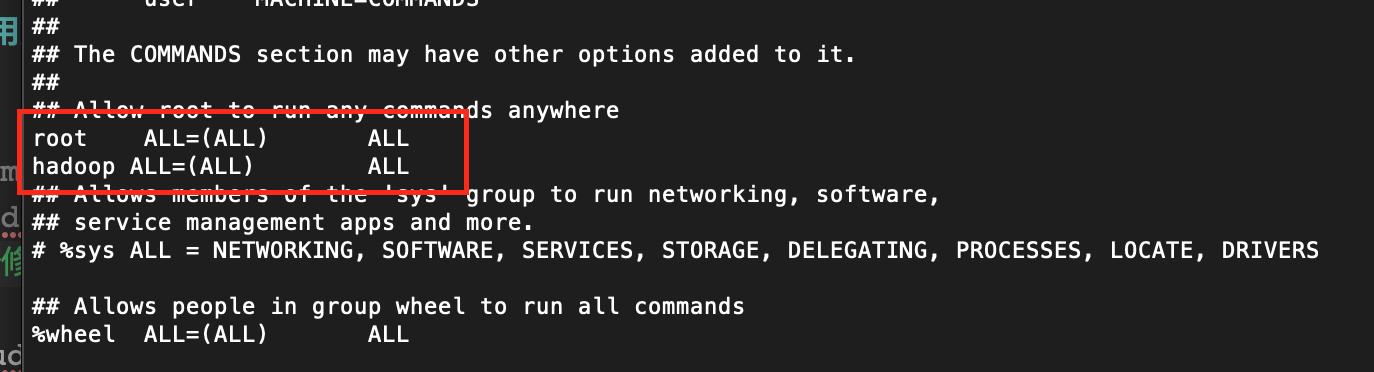 ## user MACHINE=COMMANDS
##
## The COMMANDS section may have other options added to it.
##
## Allow root to run any commands anywhere
root ALL=(ALL) ALL
hadoop ALL=(ALL) ALL
## Allows members of the 'sys' group to run networking, software,
## service management apps and more.
# %sys ALL = NETWORKING, SOFTWARE, SERVICES, STORAGE, DELEGATING, PROCESSES, LOCATE, DRIVERS
## Allows people in group wheel to run all commands
%wheel ALL=(ALL) ALL
用
m
d
修
ud